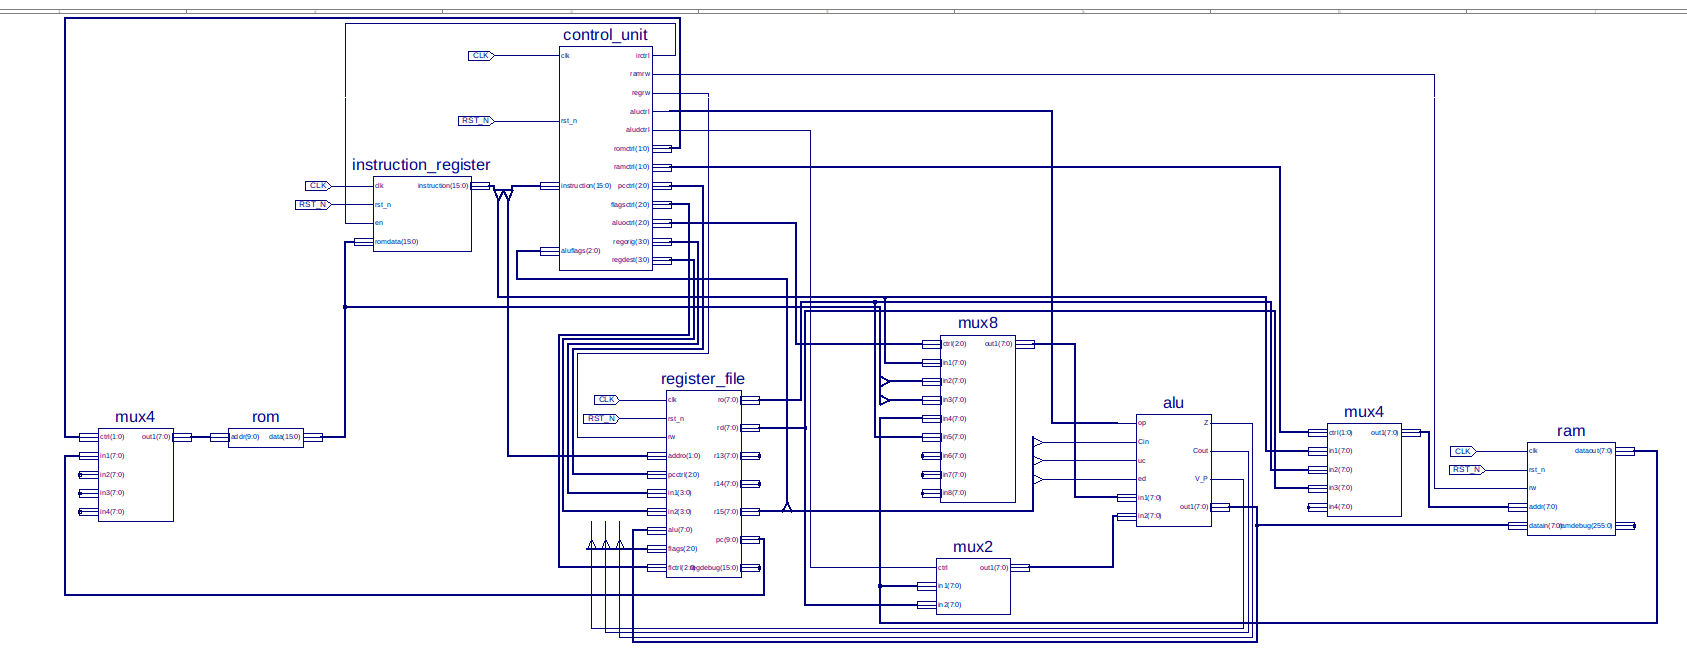 control_unit
CLK
clk
irctrl
ramrw
regrw
aluctrl
RST_N
rst_n
aludctrl
romctrl(1:0)
ramctrl(1:0)
instruction(15:0)
pcctrl(2:0)
flagsctrl(2:0)
aluoctrl(2:0)
regorig(3:0)
aluflags(2:0)
regdest(3:0)
instruction_register
CLK
clk
instruction(15:0)
RST_N
rst_n
en
romdata(15:0)
mux8
ctrl(2:0)
out1(7:0)
in1(7:0)
in2(7:0)
in3(7:0)
in4(7:0)
in5(7:0)
in6(7:0)
in7(7:0)
in8(7:0)
register_file
CLK
clk
ro(7:0)
RST_N
rst_n
rd(7:0)
rw
addro(1:0)
r13(7:0)
pcctrl(2:0)
r14(7:0)
in1(3:0)
in2(3:0)
r15(7:0)
alu(7:0)
pc(9:0)
flags(2:0)
flctrl(2:0)
regdebug(15:0)
mux4
ctrl(1:0)
out1(7:0)
in1(7:0)
in2(7:0)
in3(7:0)
in4(7:0)
rom
addr(9:0)
data(15:0)
alu
op
Z
Cin
Cout
uc
ed
V_P
in1(7:0)
out1(7:0)
in2(7:0)
mux4
ctrl(1:0)
out1(7:0)
in1(7:0)
in2(7:0)
in3(7:0)
in4(7:0)
ram
CLK
clk
dataout(7:0)
RST_N
rst_n
rw
addr(7:0)
datain(7:0)
ramdebug(255:0)
mux2
ctrl
out1(7:0)
in1(7:0)
in2(7:0)